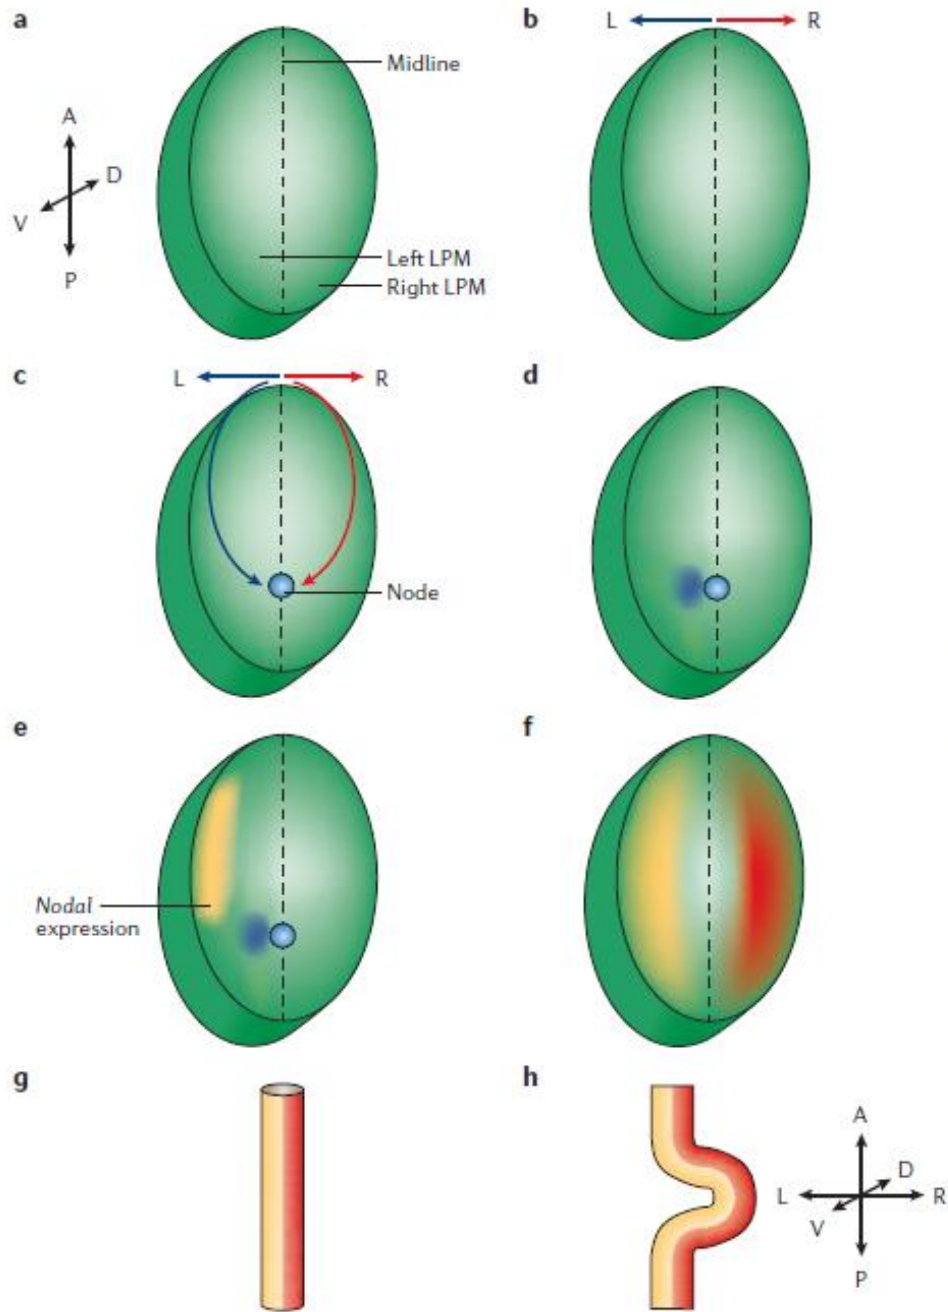 a
Midline
A
D
V
P
Left LPM
Right LPM
b
L
R
c
L
R
Node
d
e
Nodal
expression
f
g
h
A
D
L
R
V
P